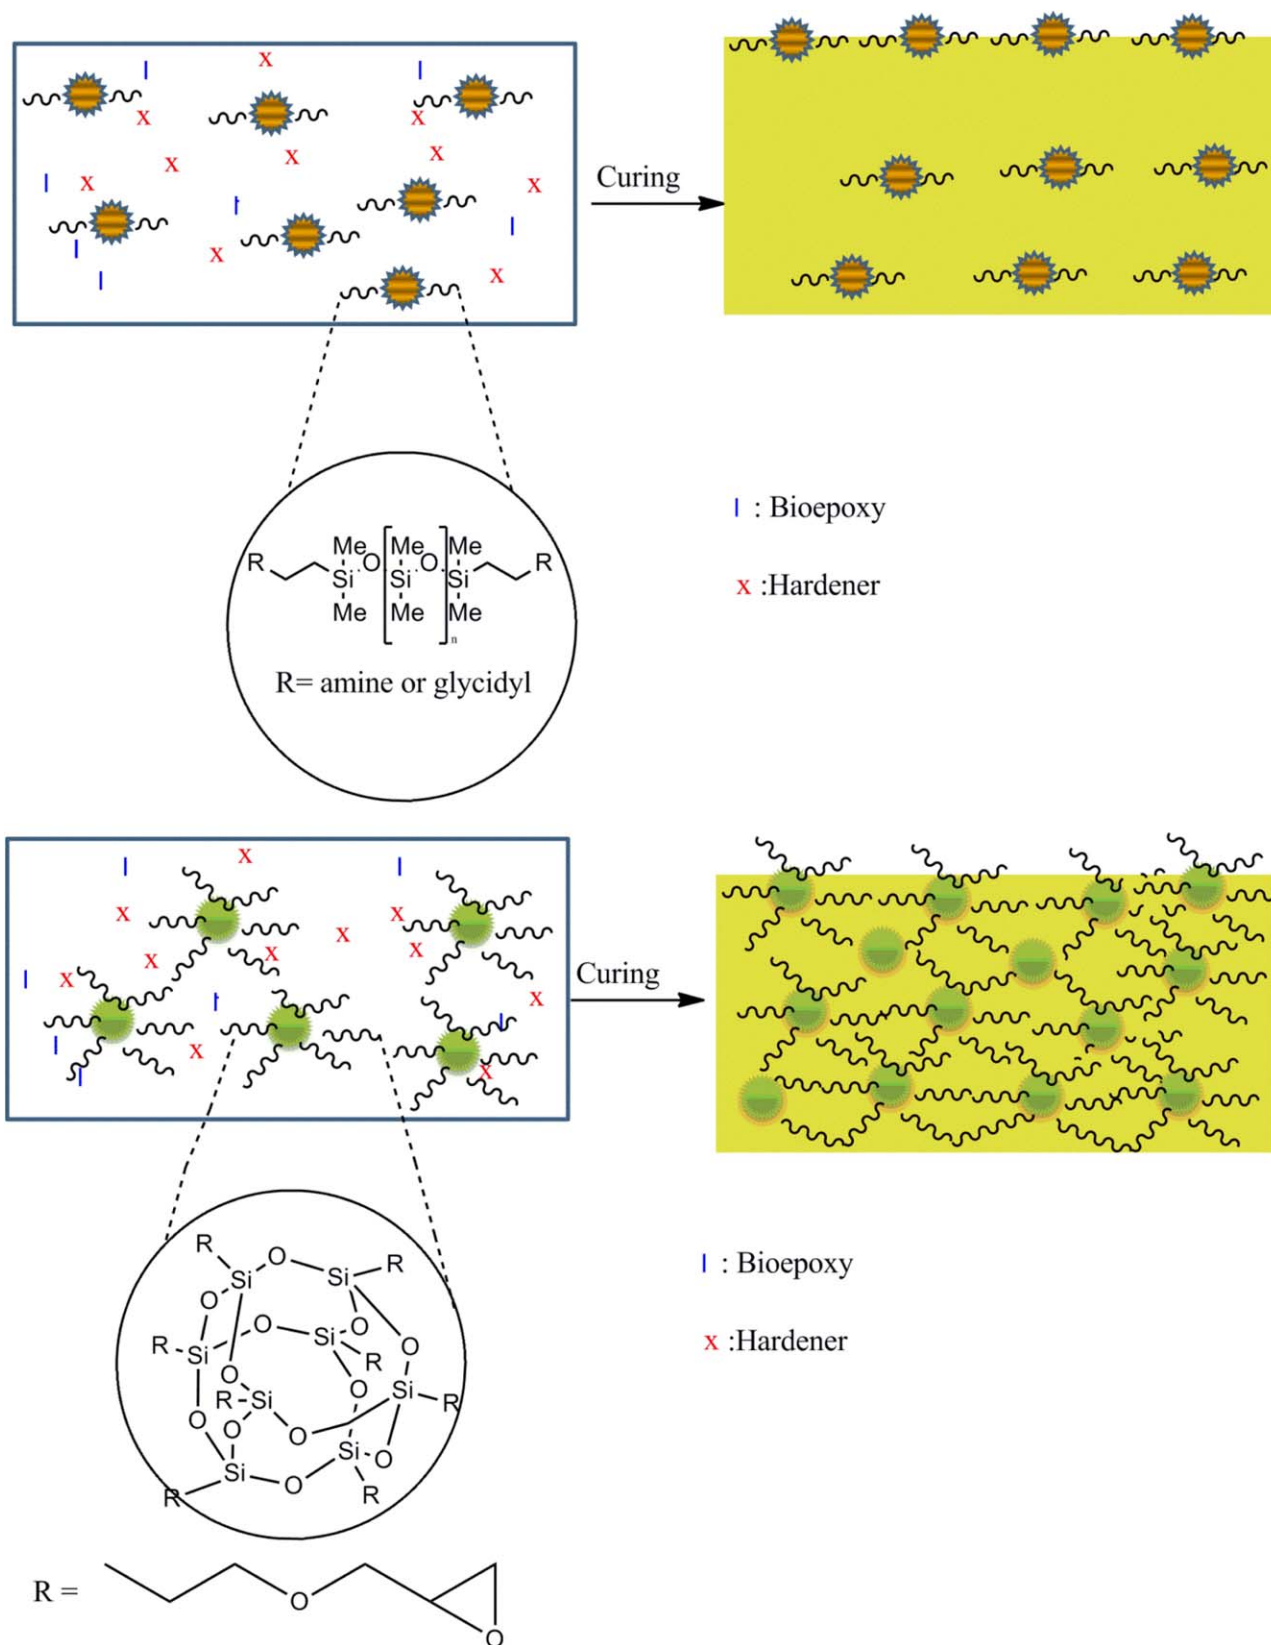 x
x
x
x
x
x
x
x
x
x
x
Curing
: Bioepoxy
x :Hardener
Me
Me
Me
R
O
O
R
Si
Si
Si
Me
Me
Me
n
R= amine or glycidyl
x
x
x
x
x
x
x
x
x
x
x
Curing
: Bioepoxy
x :Hardener
R
O
R
Si
Si
O
O
O
R
Si
Si
O
R
O
O
Si
R
R
Si
O
O
O
Si
O
Si
O
R
R
R =
O
O